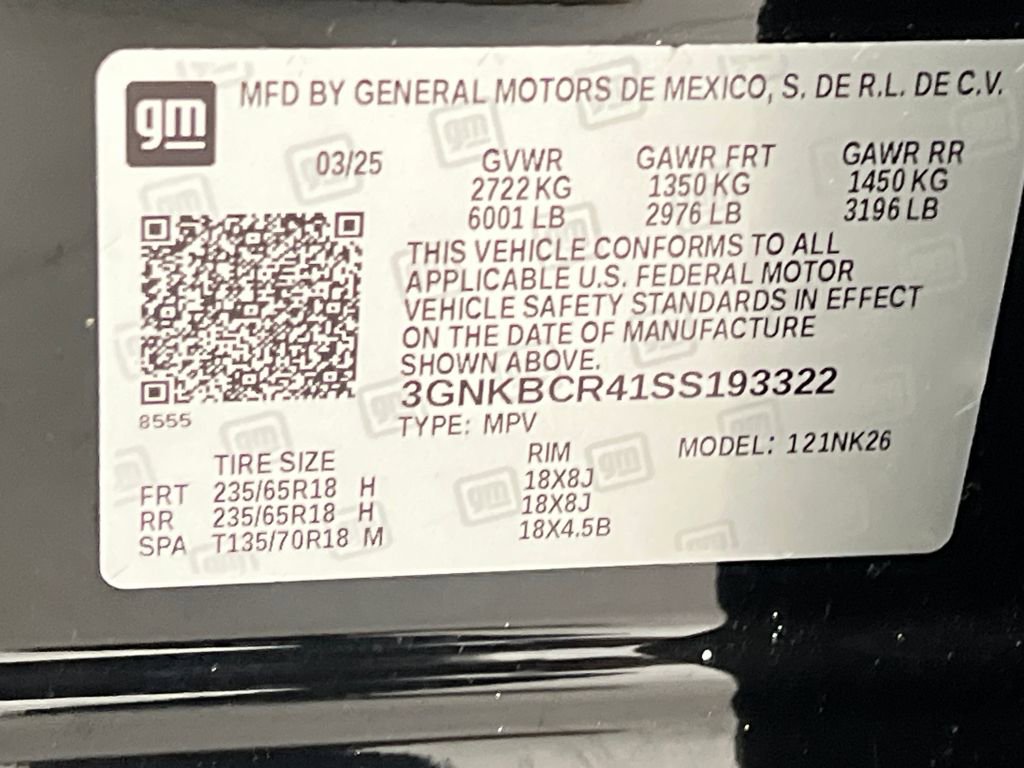 gm MFD BY GENERAL MOTORS DE MEXICO, S. DE R.L. DE C.V.
03/25 GVWR GAWR FRT GAWR RR
2722 KG 1350 KG 1450 KG
6001 LB 2976 LB 3196 LB
THIS VEHICLE CONFORMS TO ALL
APPLICABLE U.S. FEDERAL MOTOR
VEHICLE SAFETY STANDARDS IN EFFECT
ON THE DATE OF MANUFACTURE
SHOWN ABOVE.
3GNKBCR41SS193322
8555
TYPE: MPV MODEL: 121NK26
TIRE SIZE RIM
FRT 235/65R18 H 18X8J
RR 235/65R18 H 18X8J
SPA T135/70R18 M 18X4.5B